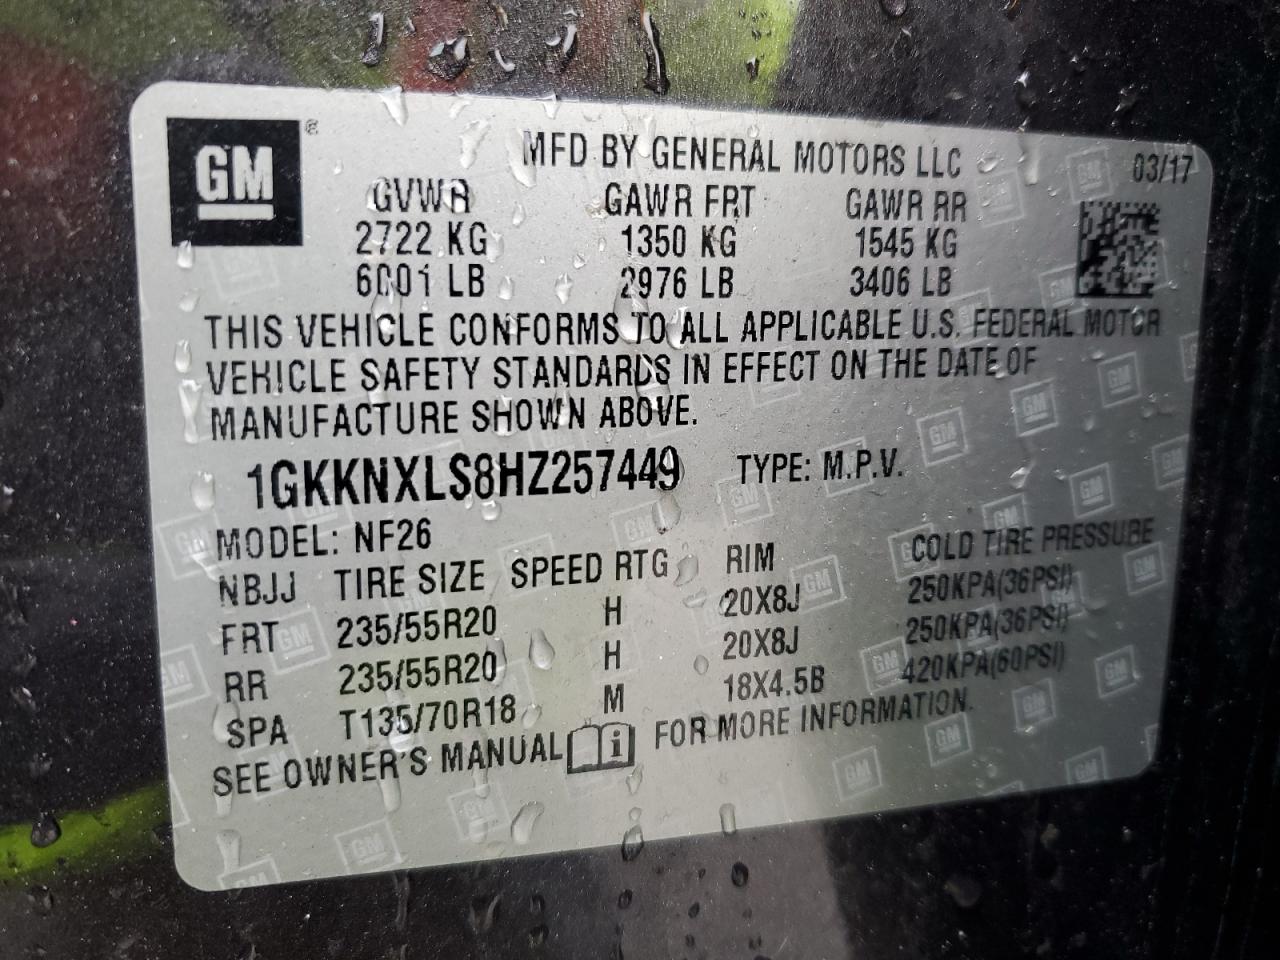 GM ®
MFD BY GENERAL MOTORS LLC 03/17
GVWR GAWR FRT GAWR RR
2722 KG 1350 KG 1545 KG
6001 LB 2976 LB 3406 LB
THIS VEHICLE CONFORMS TO ALL APPLICABLE U.S. FEDERAL MOTOR
VEHICLE SAFETY STANDARDS IN EFFECT ON THE DATE OF
MANUFACTURE SHOWN ABOVE.
1GKKNXLS8HZ257449 TYPE: M.P.V.
MODEL: NF26
NBJJ TIRE SIZE SPEED RTG RIM COLD TIRE PRESSURE
FRT 235/55R20 H 20X8J 250KPA(36PSI)
RR 235/55R20 H 20X8J 250KPA(36PSI)
SPA T135/70R18 M 18X4.5B 420KPA(60PSI)
SEE OWNER'S MANUAL i FOR MORE INFORMATION.